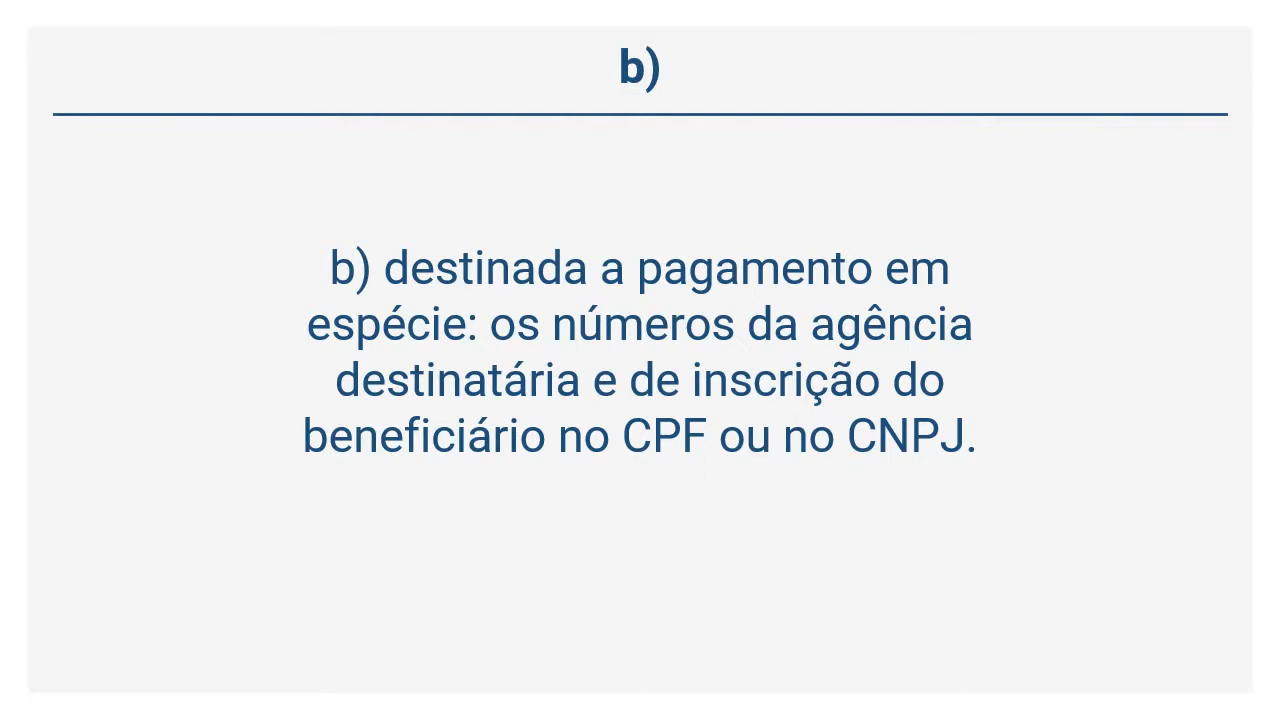 b)
b) destinada a pagamento em
espécie: os números da agência
destinatária e de inscrição do
beneficiário no CPF ou no CNPJ.